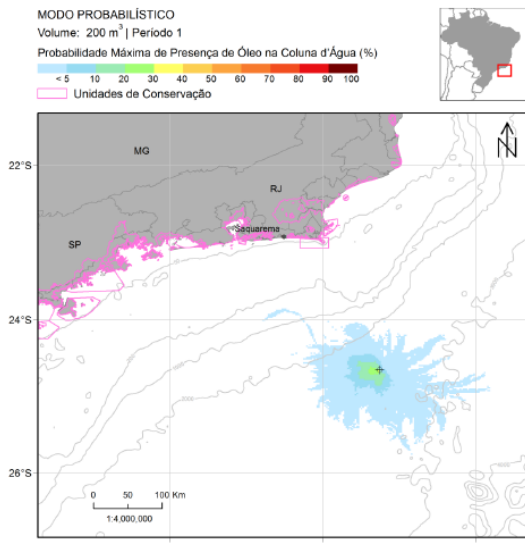 MODO PROBABILÍSTICO
Volume: 200 m³ | Período 1
Probabilidade Máxima de Presença de Óleo na Coluna d'Água (%)
< 5 10 20 30 40 50 60 70 80 90 100
Unidades de Conservação
N
22°S
MG
RJ
Saquarema
SP
24°S
26°S
0 50 100 Km
1:4,000,000